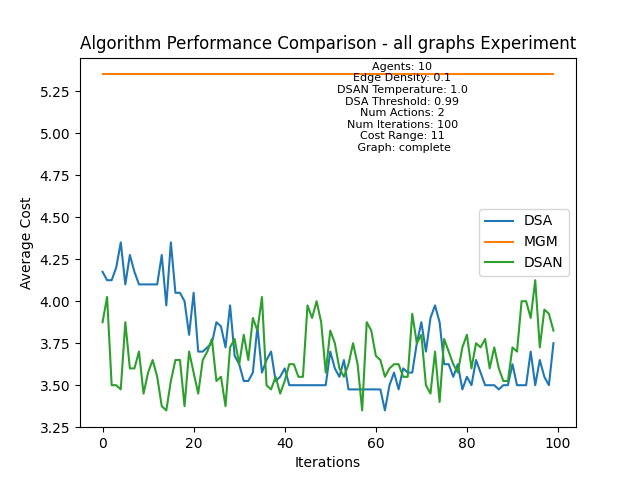 Algorithm Performance Comparison - all graphs Experiment
Agents: 10
Edge Density: 0.1
DSAN Temperature: 1.0
DSA Threshold: 0.99
Num Actions: 2
Num Iterations: 100
Cost Range: 11
Graph: complete
DSA
MGM
DSAN
Average Cost
5.25
5.00
4.75
4.50
4.25
4.00
3.75
3.50
3.25
0
20
40
60
80
100
Iterations